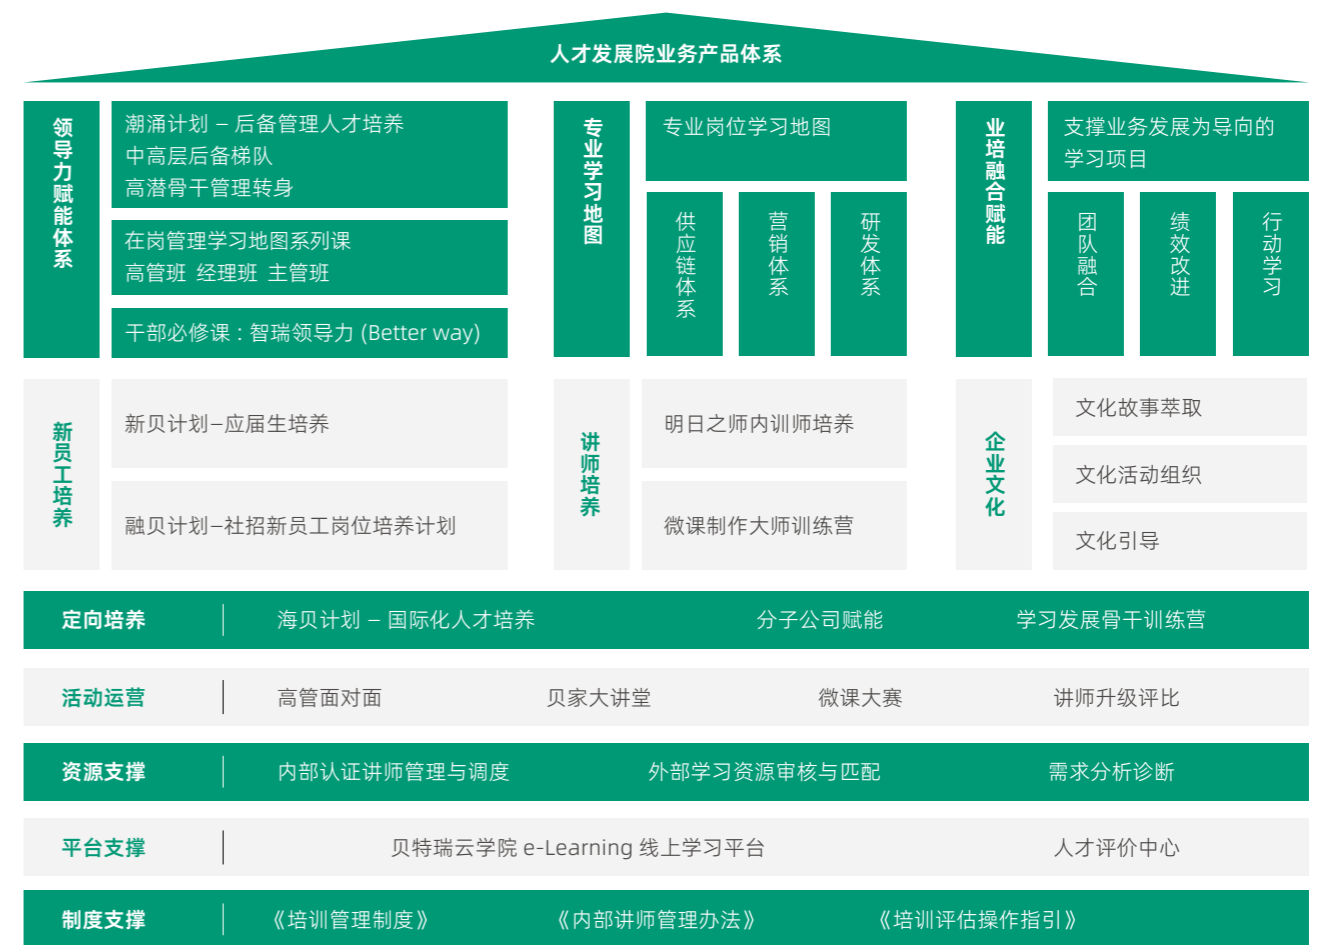 人才发展院业务产品体系
领导力赋能体系
潮涌计划 – 后备管理人才培养
中高层后备梯队
高潜骨干管理转身
在岗管理学习地图系列课
高管班 经理班 主管班
干部必修课：智瑞领导力 (Better way)
专业学习地图
专业岗位学习地图
供应链体系
营销体系
研发体系
业培融合赋能
支撑业务发展为导向的
学习项目
团队融合
绩效改进
行动学习
新员工培养
新贝计划–应届生培养
融贝计划–社招新员工岗位培养计划
讲师培养
明日之师内训师培养
微课制作大师训练营
企业文化
文化故事萃取
文化活动组织
文化引导
定向培养 海贝计划 – 国际化人才培养 分子公司赋能 学习发展骨干训练营
活动运营 高管面对面 贝家大讲堂 微课大赛 讲师升级评比
资源支撑 内部认证讲师管理与调度 外部学习资源审核与匹配 需求分析诊断
平台支撑 贝特瑞云学院 e-Learning 线上学习平台 人才评价中心
制度支撑 《培训管理制度》 《内部讲师管理办法》 《培训评估操作指引》